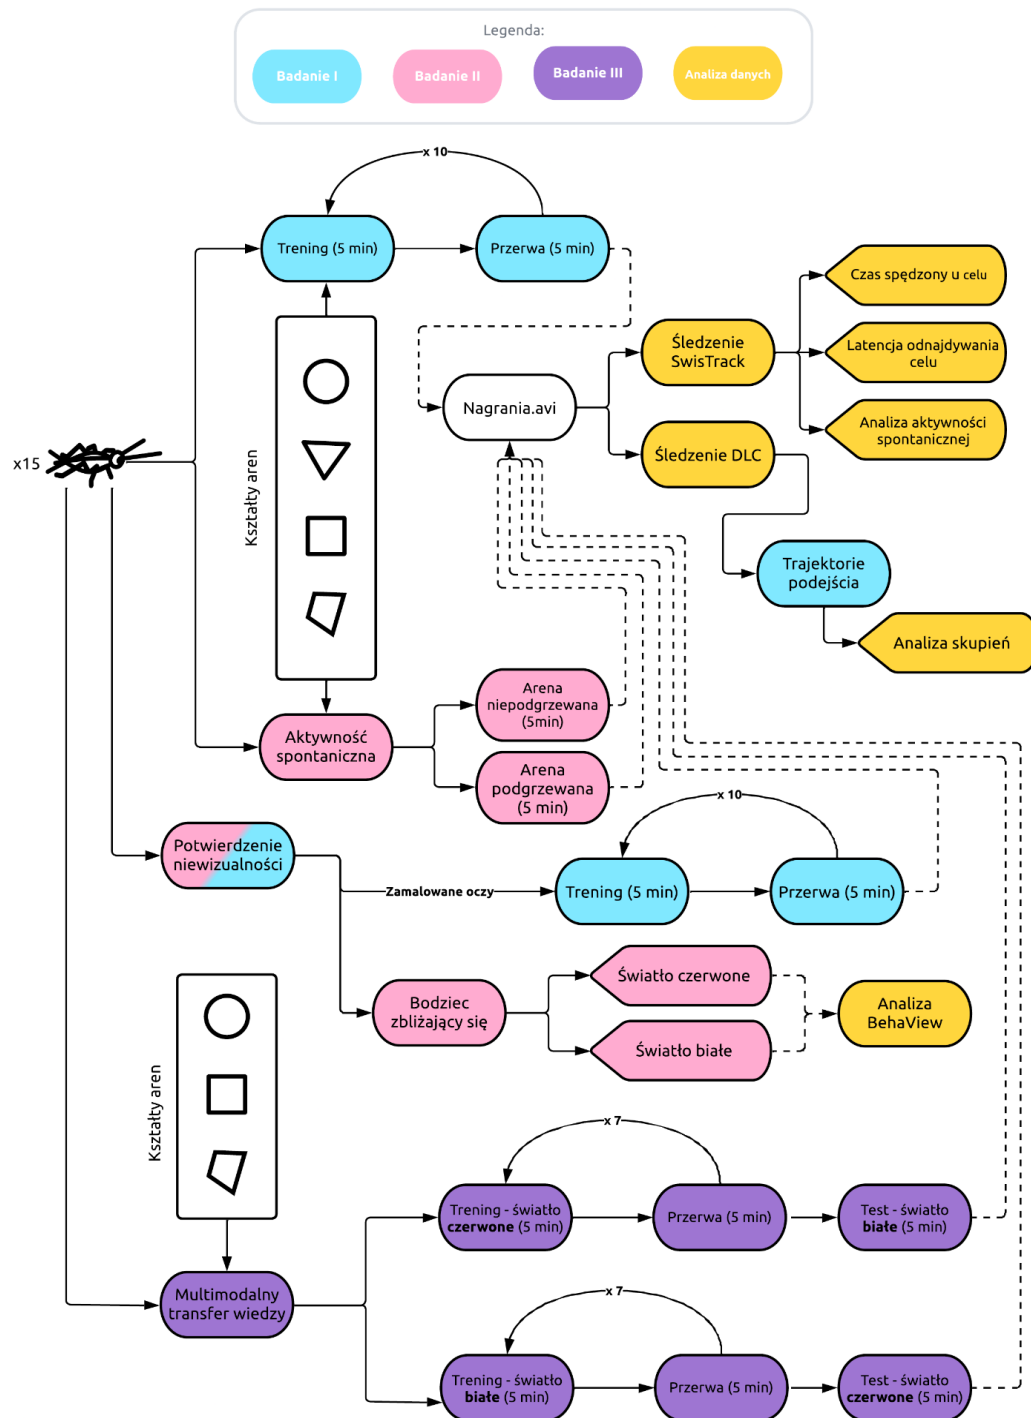 Legenda:
Badanie I
Badanie II
Badanie III
Analiza danych
x 10
Trening (5 min)
Przerwa (5 min)
Kształty aren
x15
Nagrania.avi
Śledzenie
SwisTrack
Śledzenie DLC
Czas spędzony u celu
Latencja odnajdywania
celu
Analiza aktywności
spontanicznej
Trajektorie
podejścia
Analiza skupień
Aktywność
spontaniczna
Arena
niepodgrzewana
(5min)
Arena
podgrzewana
(5 min)
Potwierdzenie
niewizualności
Zamalowane oczy
x 10
Trening (5 min)
Przerwa (5 min)
Bodziec
zbliżający się
Światło czerwone
Światło białe
Analiza
BehaView
Kształty aren
Multimodalny
transfer wiedzy
x 7
Trening - światło
czerwone (5 min)
Przerwa (5 min)
Test - światło
białe (5 min)
x 7
Trening - światło
białe (5 min)
Przerwa (5 min)
Test - światło
czerwone (5 min)